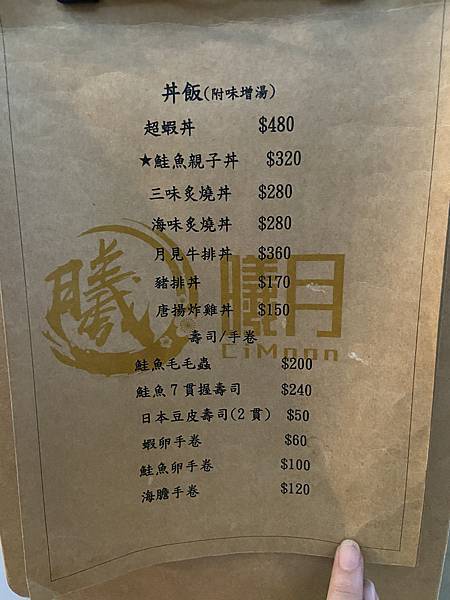 丼飯(附味增湯)
超蝦丼 $480
★鮭魚親子丼 $320
三味炙燒丼 $280
海味炙燒丼 $280
月見牛排丼 $360
豬排丼 $170
唐揚炸雞丼 $150
壽司/手卷
鮭魚毛毛蟲 $200
鮭魚7貫握壽司 $240
日本豆皮壽司(2貫) $50
蝦卵手卷 $60
鮭魚卵手卷 $100
海膽手卷 $120
曦
曦月
CiMoon